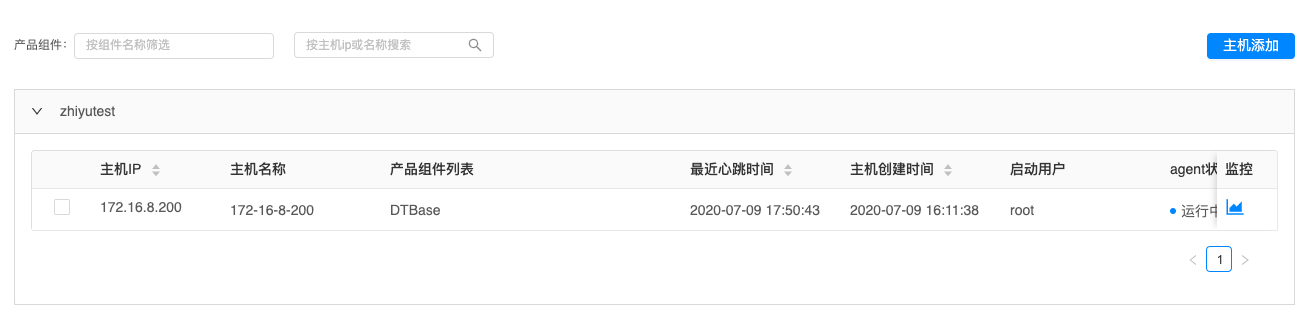 产品组件: 按组件名称筛选 按主机ip或名称搜索 主机添加
zhiyutest
主机IP 主机名称 产品组件列表 最近心跳时间 主机创建时间 启动用户 agent状 监控
172.16.8.200 172-16-8-200 DTBase 2020-07-09 17:50:43 2020-07-09 16:11:38 root 运行中
1